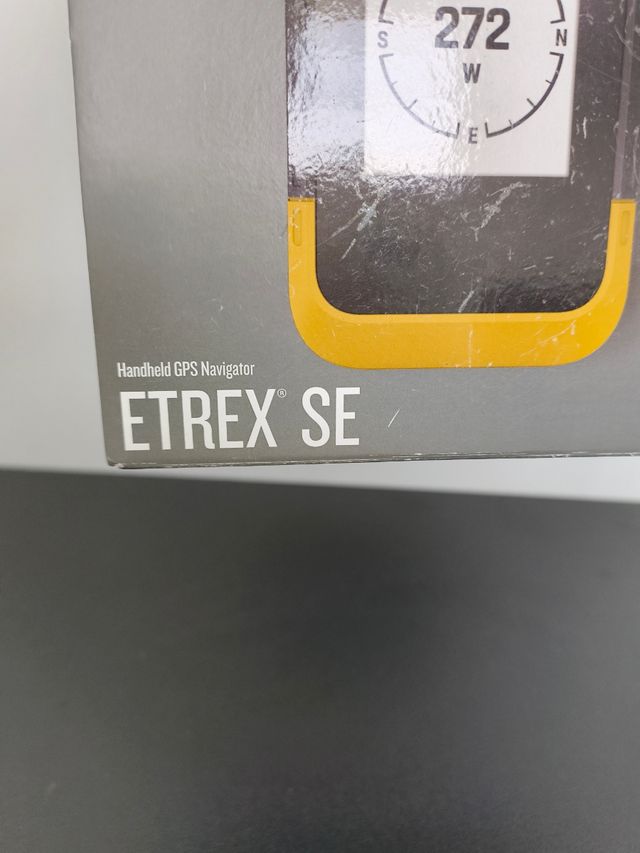 272
S N
W
E
Handheld GPS Navigator
ETREX® SE